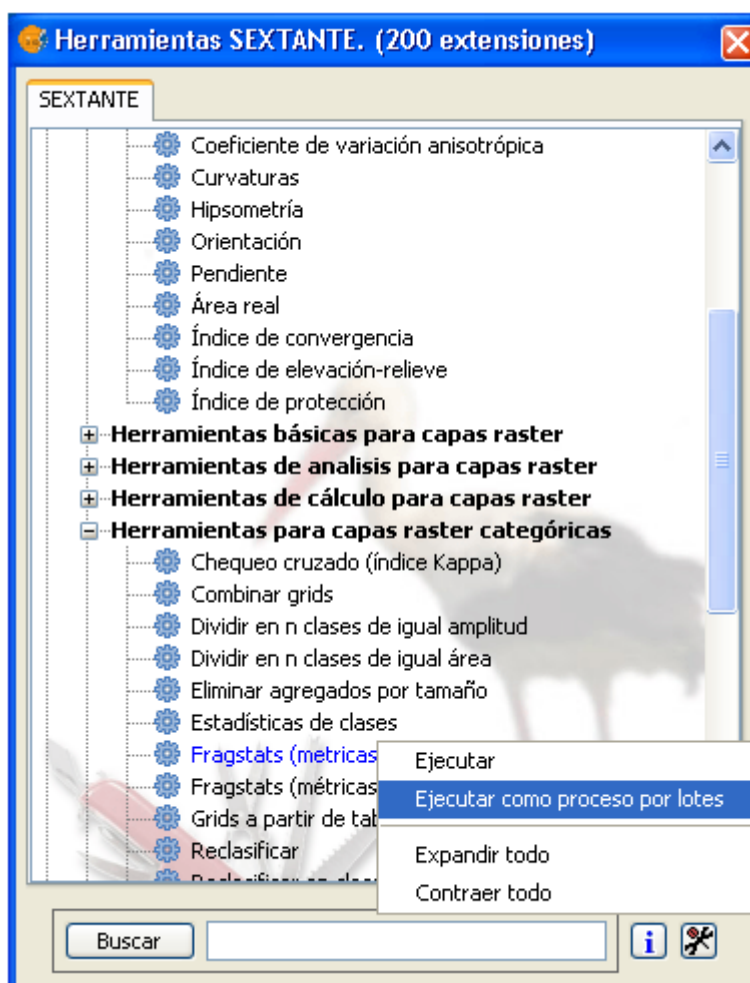 Herramientas SEXTANTE. (200 extensiones)
SEXTANTE
Coeficiente de variación anisotrópica
Curvaturas
Hipsometría
Orientación
Pendiente
Área real
Índice de convergencia
Índice de elevación-relieve
Índice de protección
Herramientas básicas para capas raster
Herramientas de analisis para capas raster
Herramientas de cálculo para capas raster
Herramientas para capas raster categóricas
Chequeo cruzado (índice Kappa)
Combinar grids
Dividir en n clases de igual amplitud
Dividir en n clases de igual área
Eliminar agregados por tamaño
Estadísticas de clases
Fragstats (metricas
Fragstats (métricas
Grids a partir de tab
Reclasificar
Ejecutar
Ejecutar como proceso por lotes
Expandir todo
Contraer todo
Buscar